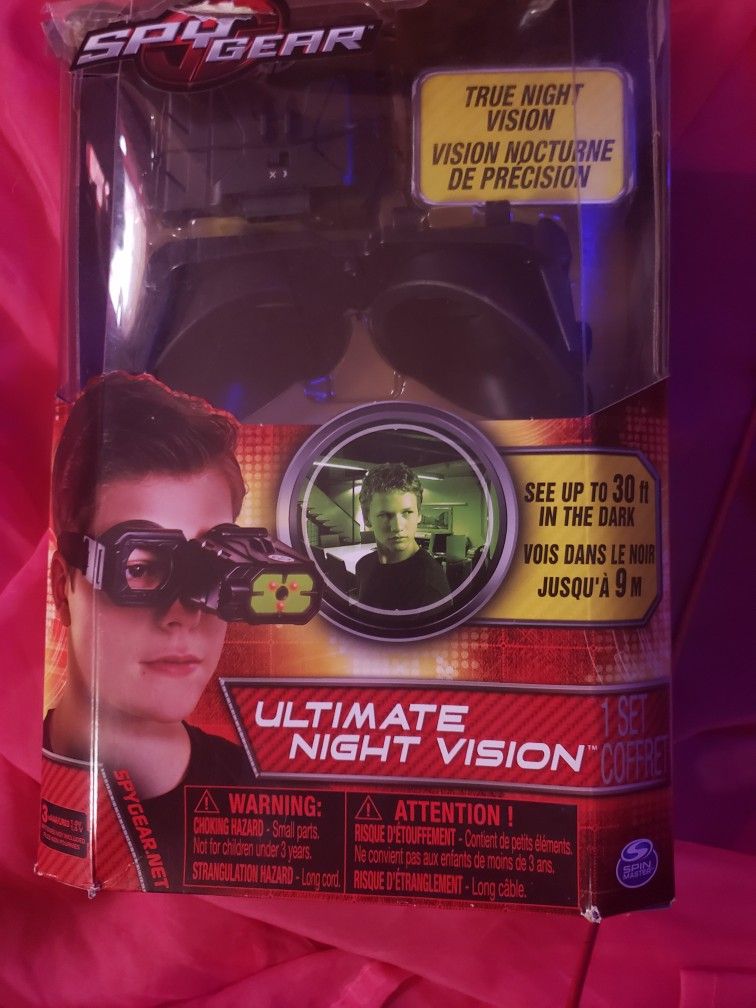 SPY GEAR™
TRUE NIGHT
VISION
VISION NOCTURNE
DE PRÉCISION
SEE UP TO 30 ft
IN THE DARK
VOIS DANS LE NOIR
JUSQU'À 9 M
ULTIMATE
NIGHT VISION™
1 SET
COFFRET
SPYGEAR.NET
WARNING:
CHOKING HAZARD - Small parts.
Not for children under 3 years.
STRANGULATION HAZARD - Long cord.
ATTENTION !
RISQUE D'ÉTOUFFEMENT - Contient de petits éléments.
Ne convient pas aux enfants de moins de 3 ans.
RISQUE D'ÉTRANGLEMENT - Long câble.
SPIN
MASTER